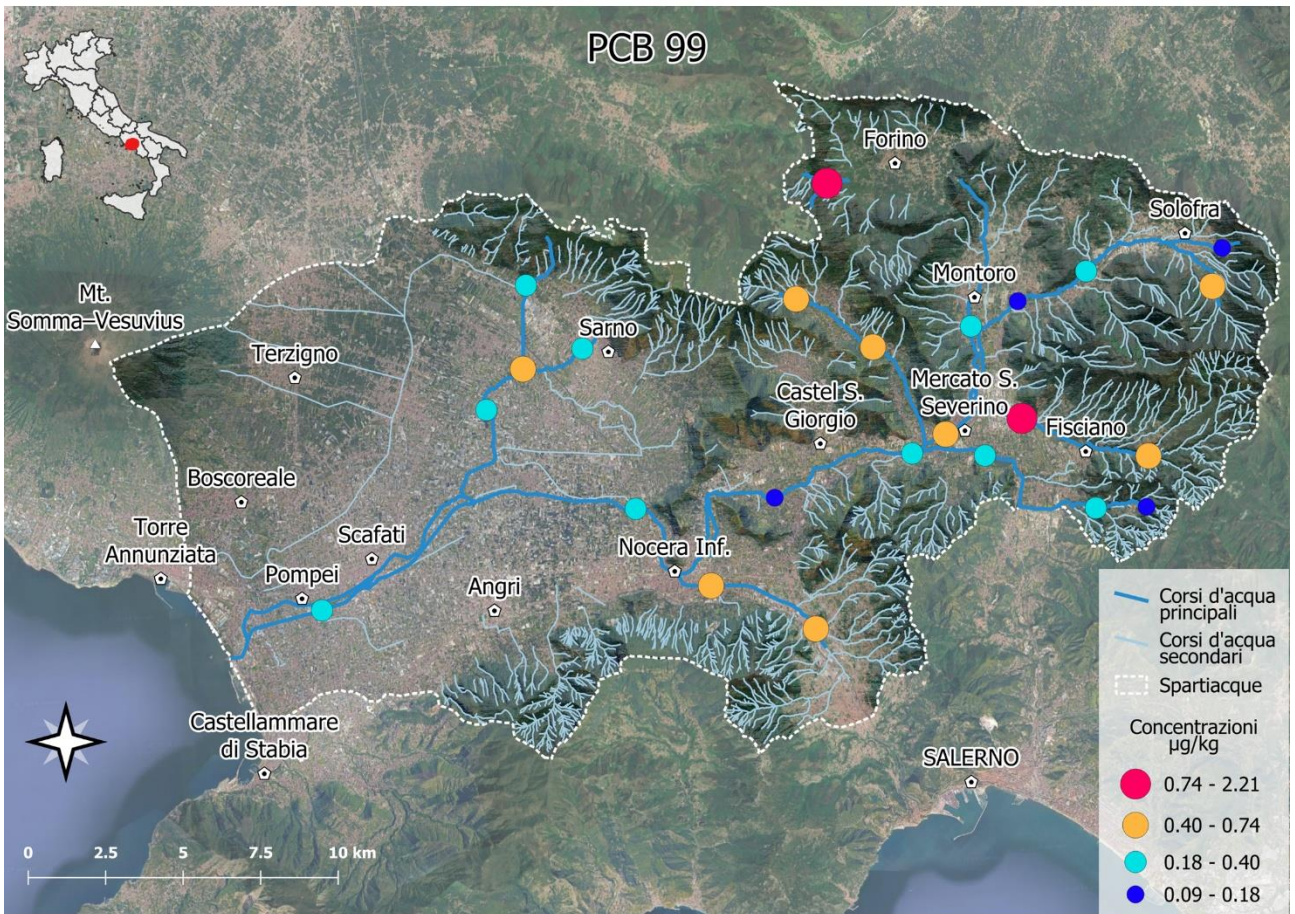 PCB 99
Forino
Solofra
Mt.
Somma–Vesuvius
Montoro
Sarno
Terzigno
Castel S.
Giorgio
Mercato S.
Severino
Fisciano
Boscoreale
Torre
Annunziata
Scafati
Nocera Inf.
Pompei
Angri
Castellammare
di Stabia
SALERNO
Corsi d'acqua
principali
Corsi d'acqua
secondari
Spartiacque
Concentrazioni
µg/kg
0.74 - 2.21
0.40 - 0.74
0.18 - 0.40
0.09 - 0.18
0 2.5 5 7.5 10 km